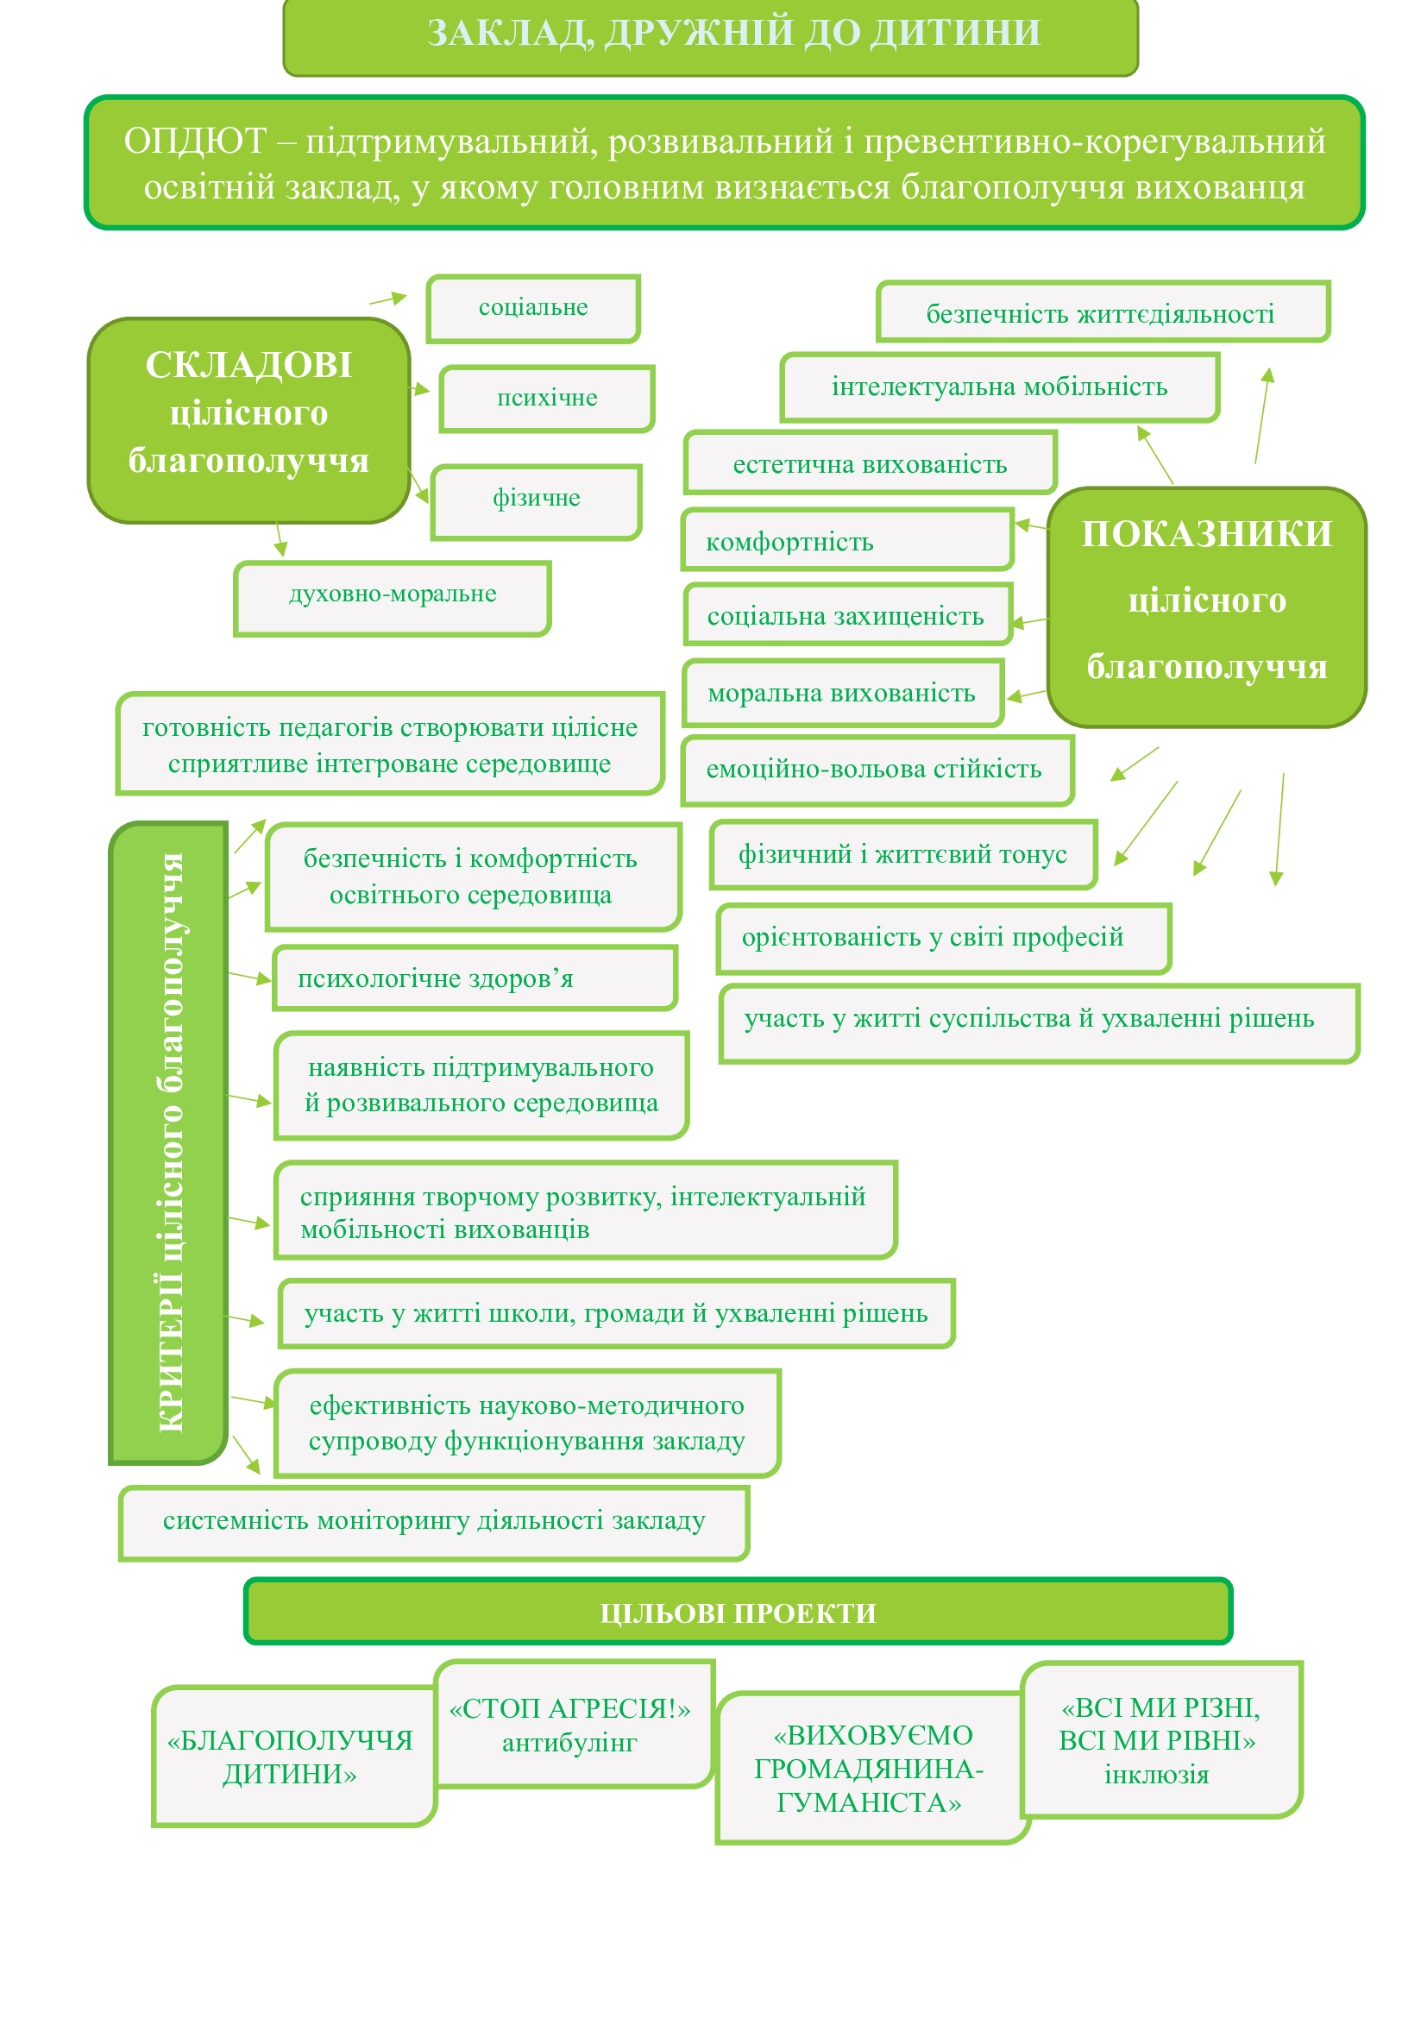 ЗАКЛАД, ДРУЖНІЙ ДО ДИТИНИ
ОПДЮТ – підтримувальний, розвивальний і превентивно-корегувальний
освітній заклад, у якому головним визнається благополуччя вихованця
СКЛАДОВІ
цілісного
благополуччя
соціальне
психічне
фізичне
духовно-моральне
ПОКАЗНИКИ
цілісного
благополуччя
безпечність життєдіяльності
інтелектуальна мобільність
естетична вихованість
комфортність
соціальна захищеність
моральна вихованість
емоційно-вольова стійкість
фізичний і життєвий тонус
орієнтованість у світі професій
участь у житті суспільства й ухваленні рішень
КРИТЕРІЇ цілісного благополуччя
готовність педагогів створювати цілісне
сприятливе інтегроване середовище
безпечність і комфортність
освітнього середовища
психологічне здоров’я
наявність підтримувального
й розвивального середовища
сприяння творчому розвитку, інтелектуальній
мобільності вихованців
участь у житті школи, громади й ухваленні рішень
ефективність науково-методичного
супроводу функціонування закладу
системність моніторингу діяльності закладу
ЦІЛЬОВІ ПРОЕКТИ
«БЛАГОПОЛУЧЧЯ
ДИТИНИ»
«СТОП АГРЕСІЯ!»
антибулінг
«ВИХОВУЄМО
ГРОМАДЯНИНА-
ГУМАНІСТА»
«ВСІ МИ РІЗНІ,
ВСІ МИ РІВНІ»
інклюзія